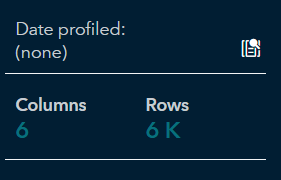 Date profiled:
(none)
Columns Rows
6 6 K